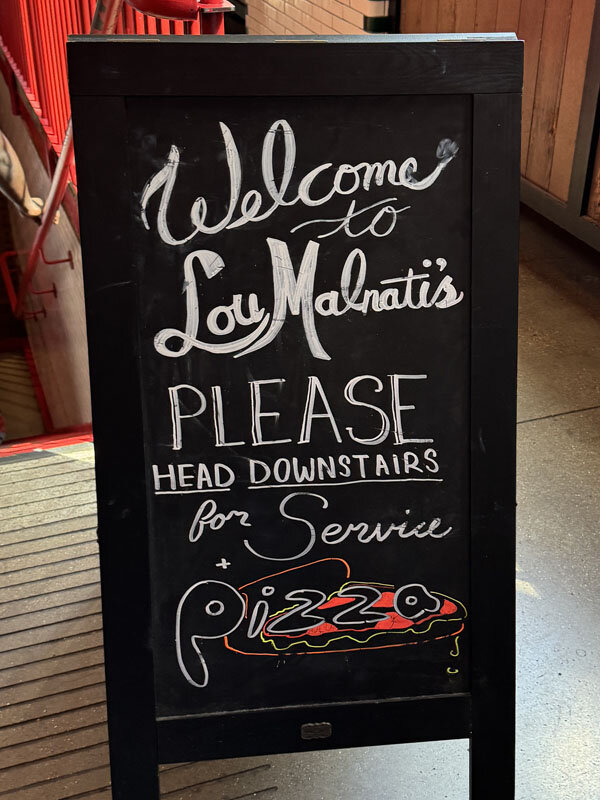 Welcome
to
Lou Malnati's
PLEASE
HEAD DOWNSTAIRS
for Service
+
pizza